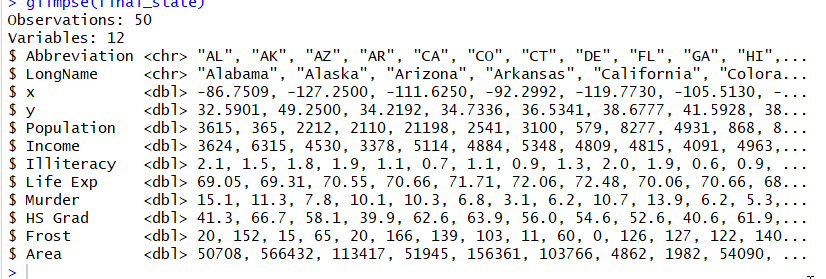 > glimpse(final_state)
Observations: 50
Variables: 12
$ Abbreviation <chr> "AL", "AK", "AZ", "AR", "CA", "CO", "CT", "DE", "FL", "GA", "HI",...
$ LongName     <chr> "Alabama", "Alaska", "Arizona", "Arkansas", "California", "Colora...
$ x            <dbl> -86.7509, -127.2500, -111.6250, -92.2992, -119.7730, -105.5130, -...
$ y            <dbl> 32.5901, 49.2500, 34.2192, 34.7336, 36.5341, 38.6777, 41.5928, 38...
$ Population   <dbl> 3615, 365, 2212, 2110, 21198, 2541, 3100, 579, 8277, 4931, 868, 8...
$ Income       <dbl> 3624, 6315, 4530, 3378, 5114, 4884, 5348, 4809, 4815, 4091, 4963,...
$ Illiteracy   <dbl> 2.1, 1.5, 1.8, 1.9, 1.1, 0.7, 1.1, 0.9, 1.3, 2.0, 1.9, 0.6, 0.9, ...
$ Life Exp     <dbl> 69.05, 69.31, 70.55, 70.66, 71.71, 72.06, 72.48, 70.06, 70.66, 68...
$ Murder       <dbl> 15.1, 11.3, 7.8, 10.1, 10.3, 6.8, 3.1, 6.2, 10.7, 13.9, 6.2, 5.3,...
$ HS Grad      <dbl> 41.3, 66.7, 58.1, 39.9, 62.6, 63.9, 56.0, 54.6, 52.6, 40.6, 61.9,...
$ Frost        <dbl> 20, 152, 15, 65, 20, 166, 139, 103, 11, 60, 0, 126, 127, 122, 140...
$ Area         <dbl> 50708, 566432, 113417, 51945, 156361, 103766, 4862, 1982, 54090, ...
>